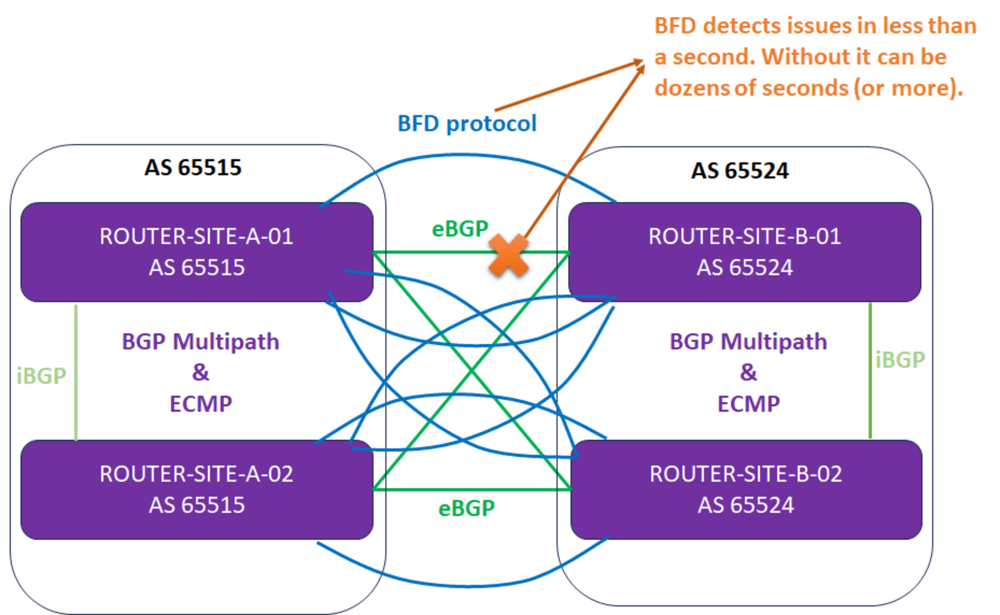 BFD detects issues in less than
a second. Without it can be
dozens of seconds (or more).
BFD protocol
AS 65515
AS 65524
ROUTER-SITE-A-01
AS 65515
eBGP
ROUTER-SITE-B-01
AS 65524
iBGP
BGP Multipath
&
ECMP
BGP Multipath
&
ECMP
iBGP
ROUTER-SITE-A-02
AS 65515
eBGP
ROUTER-SITE-B-02
AS 65524